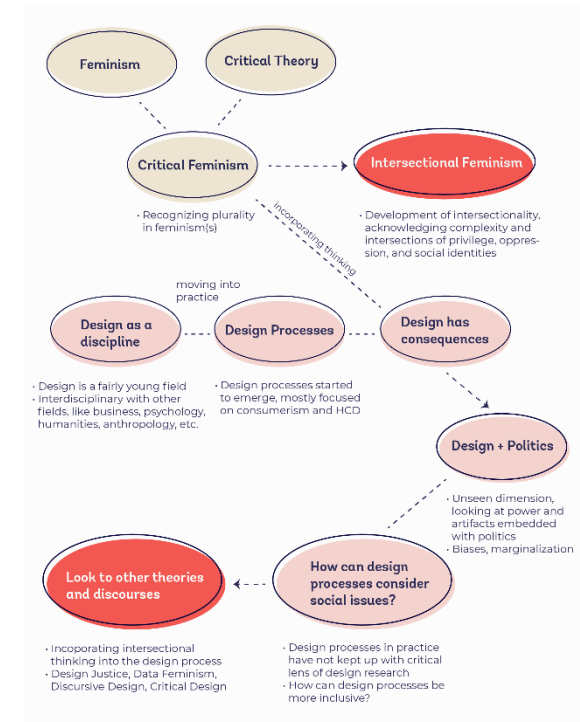 Feminism
Critical Theory
Critical Feminism
Intersectional Feminism
• Recognizing plurality
in feminism(s)
• Development of intersectionality,
acknowledging complexity and
intersections of privilege, oppres-
sion, and social identities
incorporating thinking
moving into
practice
Design as a
discipline
Design Processes
Design has
consequences
• Design is a fairly young field
• Interdisciplinary with other
fields, like business, psychology,
humanities, anthropology, etc.
• Design processes started
to emerge, mostly focused
on consumerism and HCD
Design + Politics
• Unseen dimension,
looking at power and
artifacts embedded
with politics
• Biases, marginalization
Look to other theories
and discourses
How can design
processes consider
social issues?
• Incoporating intersectional
thinking into the design process
• Design Justice, Data Feminism,
Discursive Design, Critical Design
• Design processes in practice
have not kept up with critical
lens of design research
• How can design processes be
more inclusive?